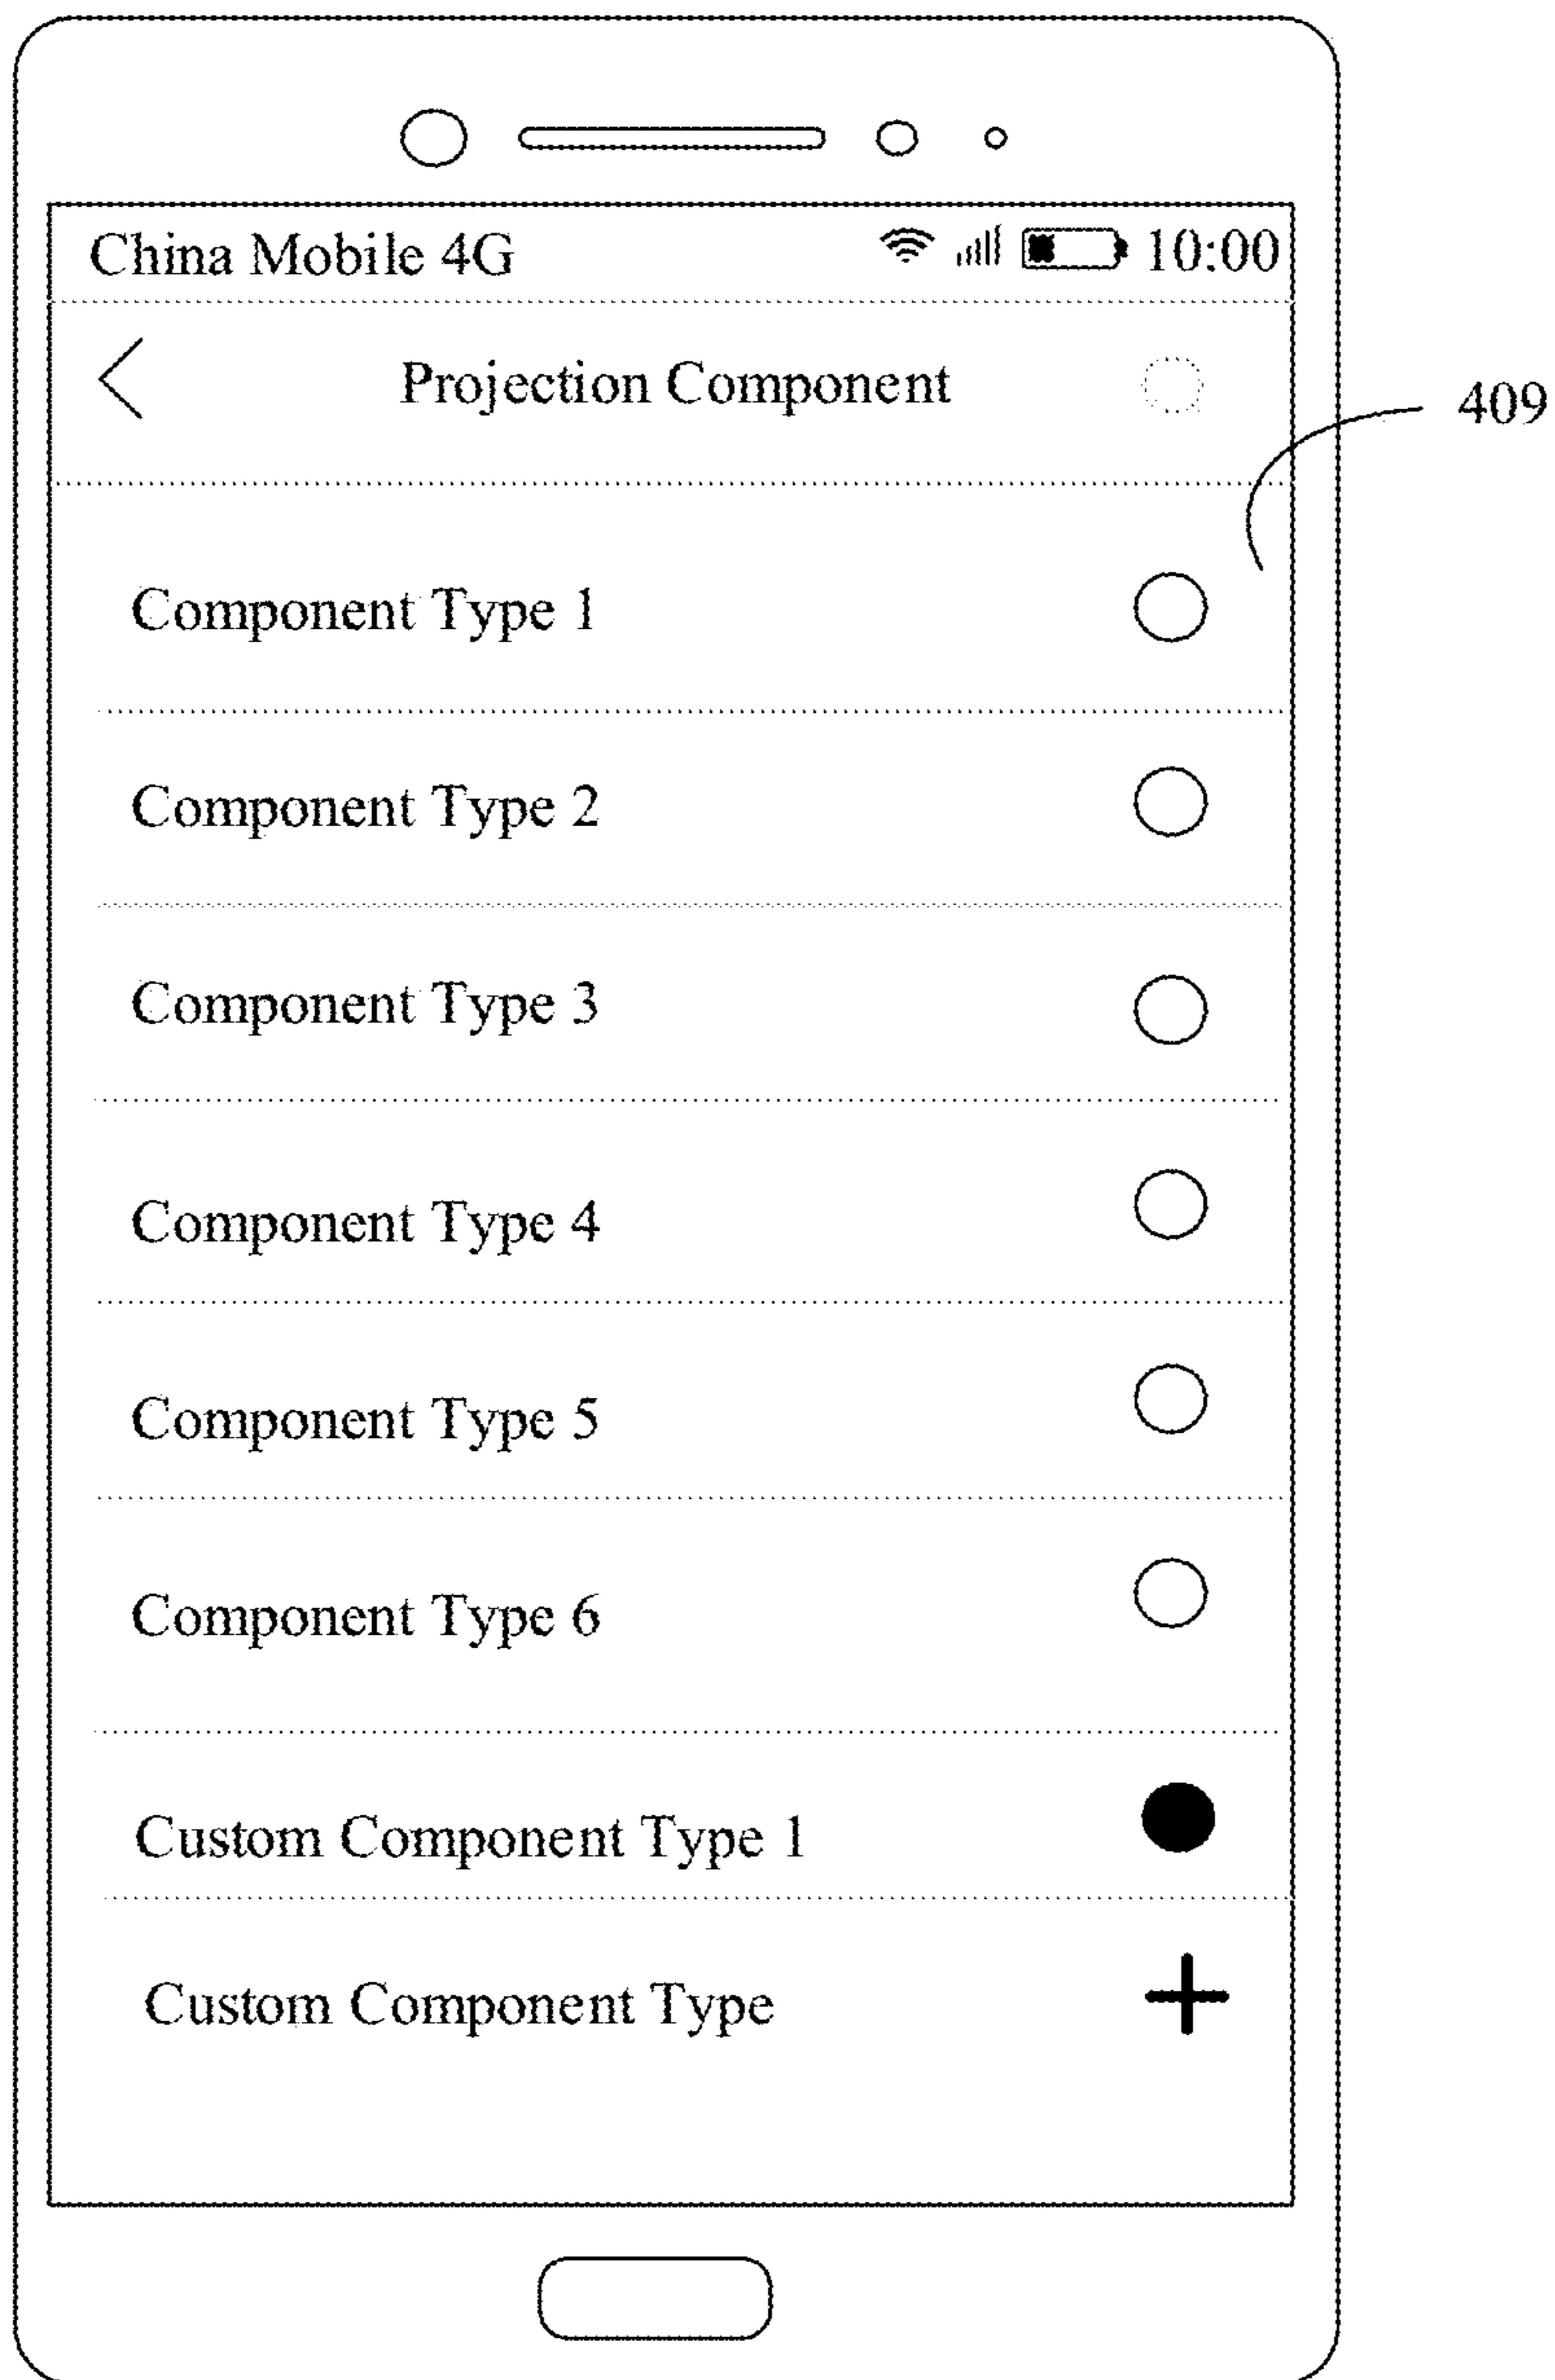 China Mobile 4G 10:00
Projection Component
409
Component Type 1
Component Type 2
Component Type 3
Component Type 4
Component Type 5
Component Type 6
Custom Component Type 1
Custom Component Type